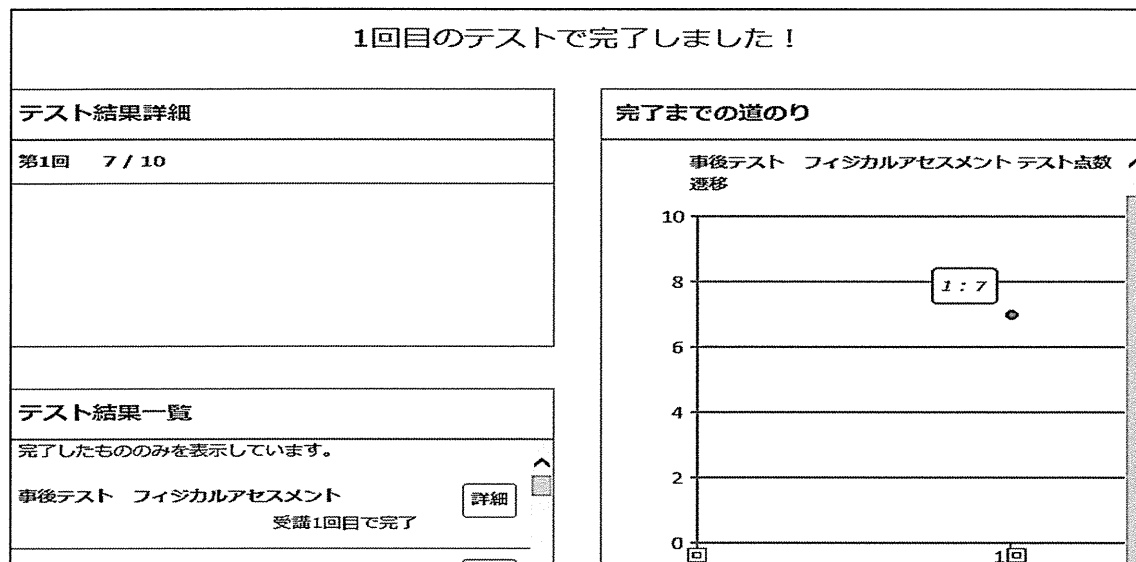 1回目のテストで完了しました！
テスト結果詳細
第1回 7 / 10
テスト結果一覧
完了したもののみを表示しています。
事後テスト フィジカルアセスメント
詳細
受講1回目で完了
完了までの道のり
事後テスト フィジカルアセスメント テスト点数
遷移
10
8
1 : 7
6
4
2
0
回
1回